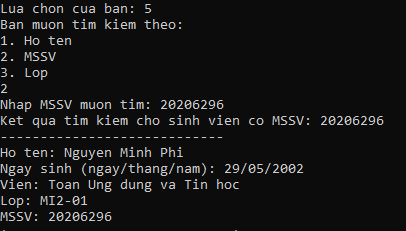 Lua chon cua ban: 5
Ban muon tim kiem theo:
1. Ho ten
2. MSSV
3. Lop
2
Nhap MSSV muon tim: 20206296
Ket qua tim kiem cho sinh vien co MSSV: 20206296
----------------------------
Ho ten: Nguyen Minh Phi
Ngay sinh (ngay/thang/nam): 29/05/2002
Vien: Toan Ung dung va Tin hoc
Lop: MI2-01
MSSV: 20206296